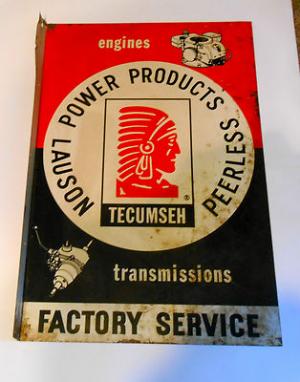 engines
LAUSON POWER PRODUCTS PEERLESS
®
TECUMSEH
transmissions
FACTORY SERVICE